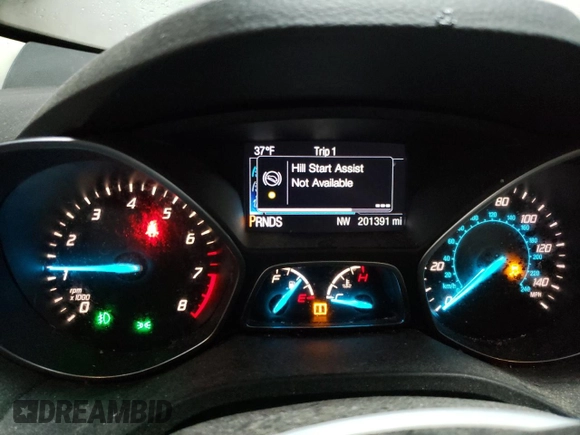 37°F Trip 1
Hill Start Assist
Not Available
PRNDS NW 201391 mi
0 1 2 3 4 5 6 7 8
rpm
x1000
F E C H
0 20 80 100 120 140
MPH
DREAMBID